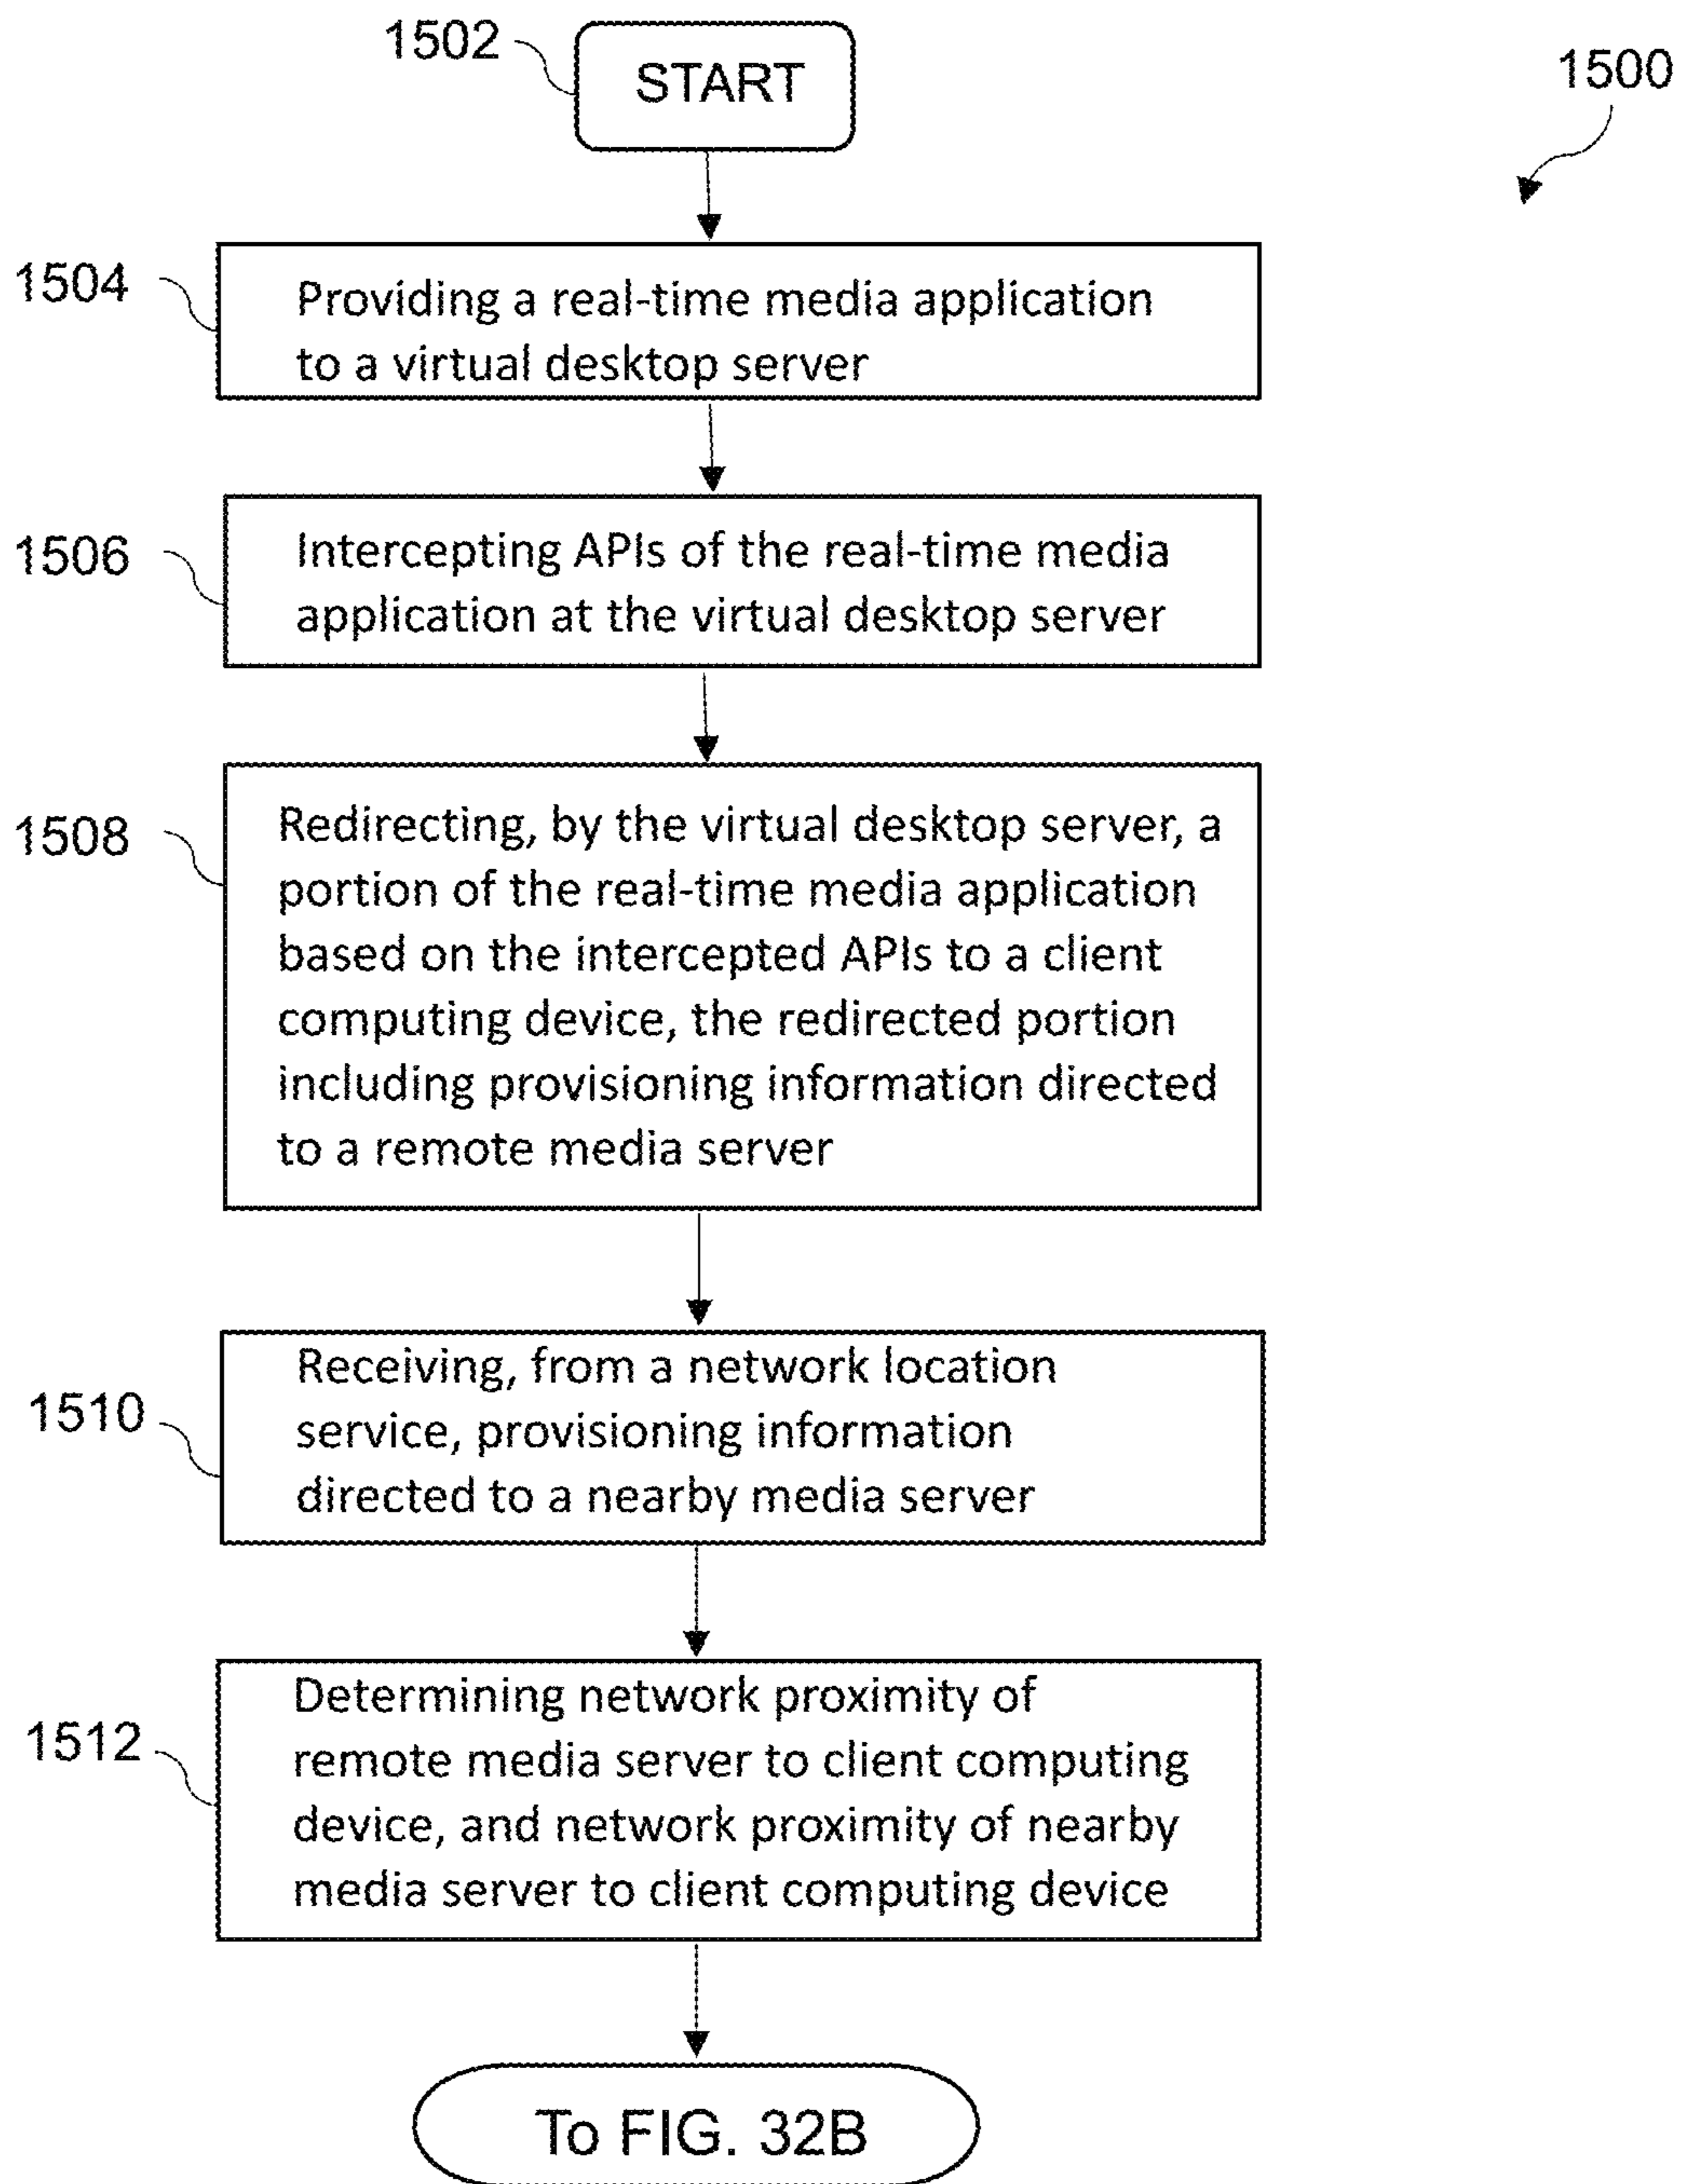 1502
START
1500
1504
Providing a real-time media application
to a virtual desktop server
1506
Intercepting APIs of the real-time media
application at the virtual desktop server
1508
Redirecting, by the virtual desktop server, a
portion of the real-time media application
based on the intercepted APIs to a client
computing device, the redirected portion
including provisioning information directed
to a remote media server
1510
Receiving, from a network location
service, provisioning information
directed to a nearby media server
1512
Determining network proximity of
remote media server to client computing
device, and network proximity of nearby
media server to client computing device
To FIG. 32B